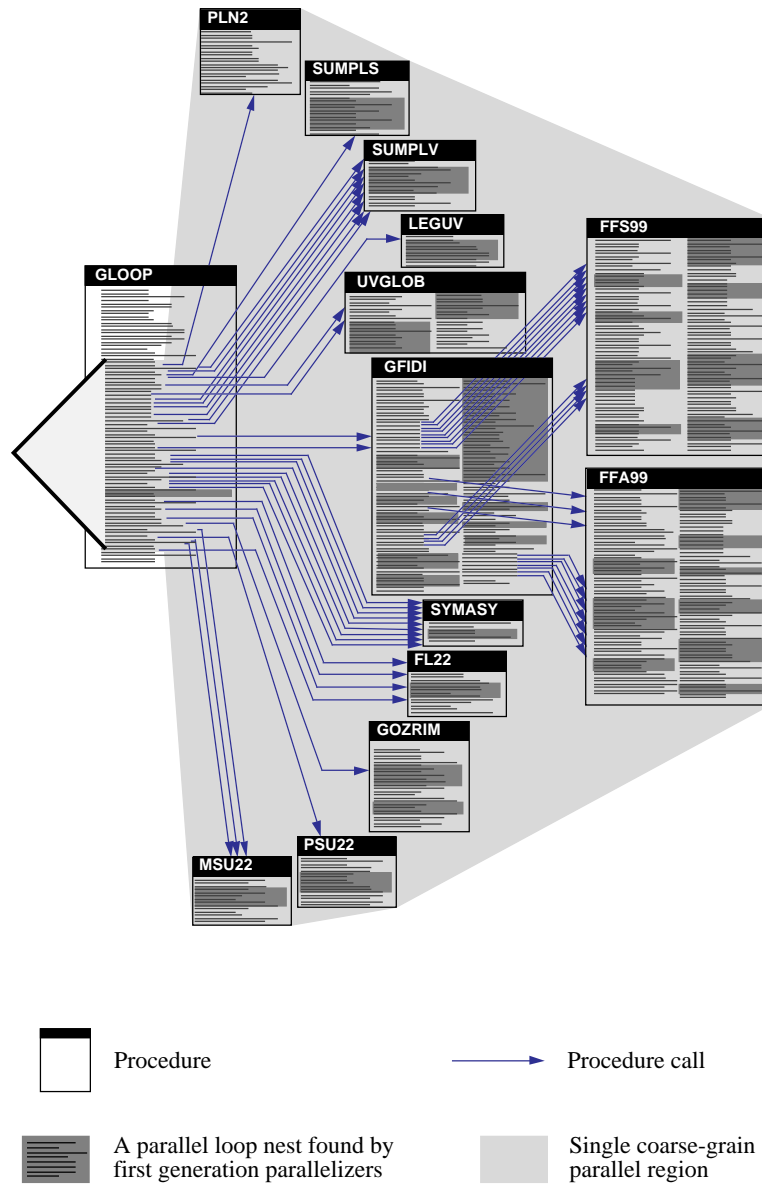 PLN2
SUMPLS
SUMPLV
LEGUV
FFS99
GLOOP
UVGLOB
GFIDI
FFA99
SYMASY
FL22
GOZRIM
PSU22
MSU22
Procedure
Procedure call
A parallel loop nest found by
first generation parallelizers
Single coarse-grain
parallel region